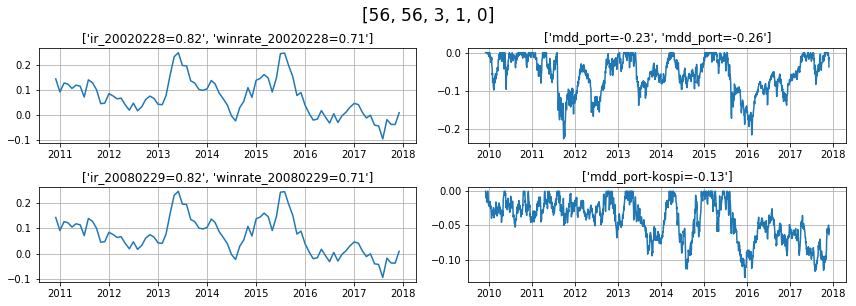 [56, 56, 3, 1, 0]
['ir_20020228=0.82', 'winrate_20020228=0.71']
0.2
0.1
0.0
−0.1
2011 2012 2013 2014 2015 2016 2017 2018
['mdd_port=-0.23', 'mdd_port=-0.26']
0.0
−0.1
−0.2
2010 2011 2012 2013 2014 2015 2016 2017 2018
['ir_20080229=0.82', 'winrate_20080229=0.71']
0.2
0.1
0.0
−0.1
2011 2012 2013 2014 2015 2016 2017 2018
['mdd_port-kospi=-0.13']
0.00
−0.05
−0.10
2010 2011 2012 2013 2014 2015 2016 2017 2018